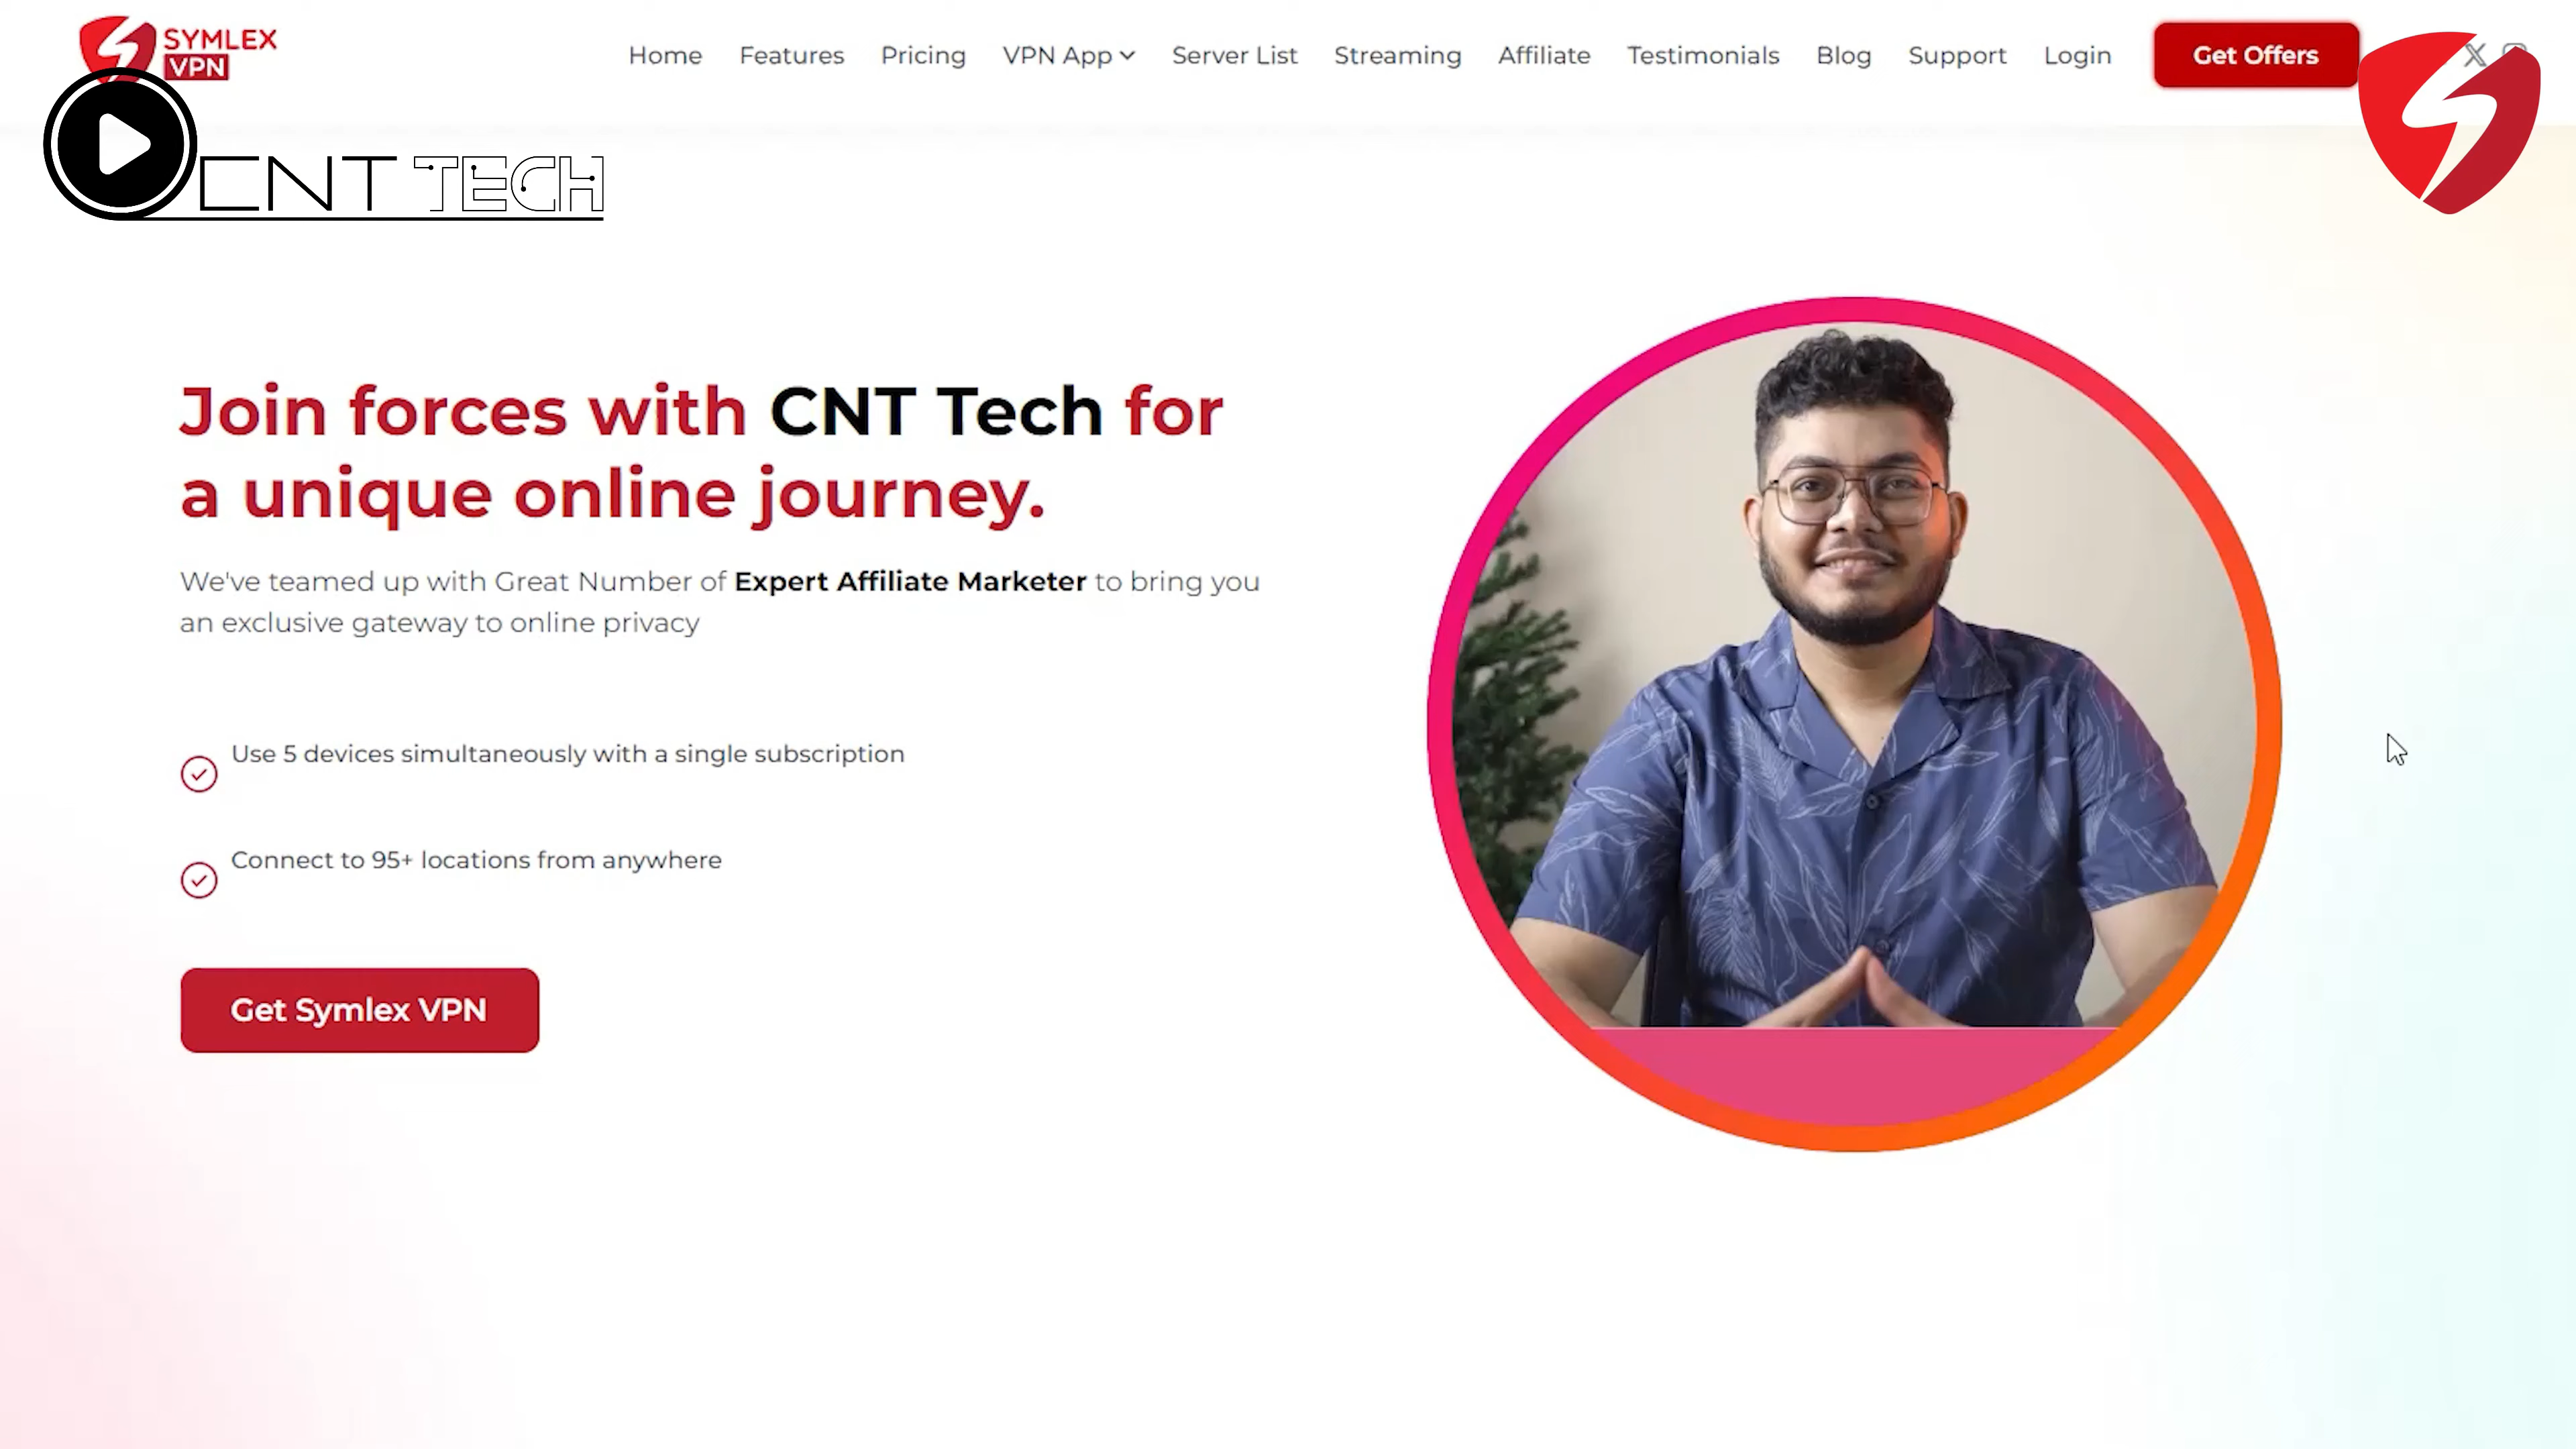 SYMLEX
VPN
Home Features Pricing VPN App Server List Streaming Affiliate Testimonials Blog Support Login Get Offers
CNT TECH
Join forces with CNT Tech for
a unique online journey.
We've teamed up with Great Number of Expert Affiliate Marketer to bring you
an exclusive gateway to online privacy
Use 5 devices simultaneously with a single subscription
Connect to 95+ locations from anywhere
Get Symlex VPN